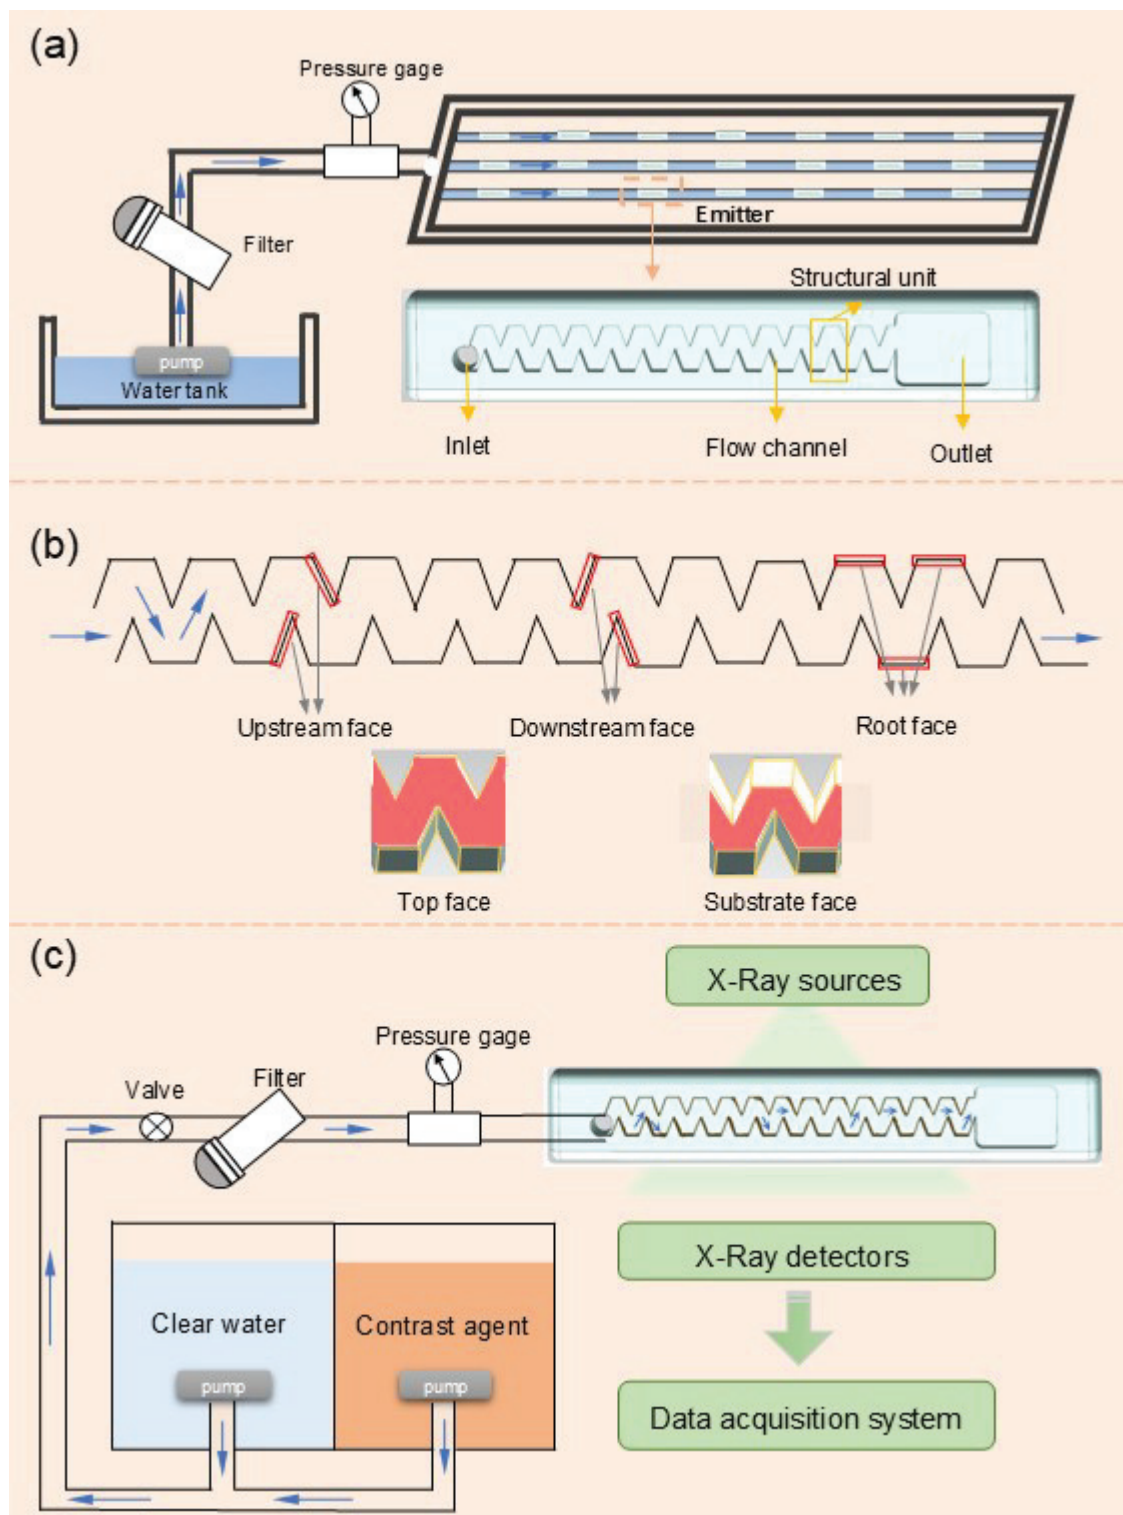 (a)
Pressure gage
Filter
Emitter
Structural unit
pump
Water tank
Inlet
Flow channel
Outlet
(b)
Upstream face
Downstream face
Root face
Top face
Substrate face
(c)
X-Ray sources
Pressure gage
Valve
Filter
X-Ray detectors
Clear water
Contrast agent
pump
pump
Data acquisition system